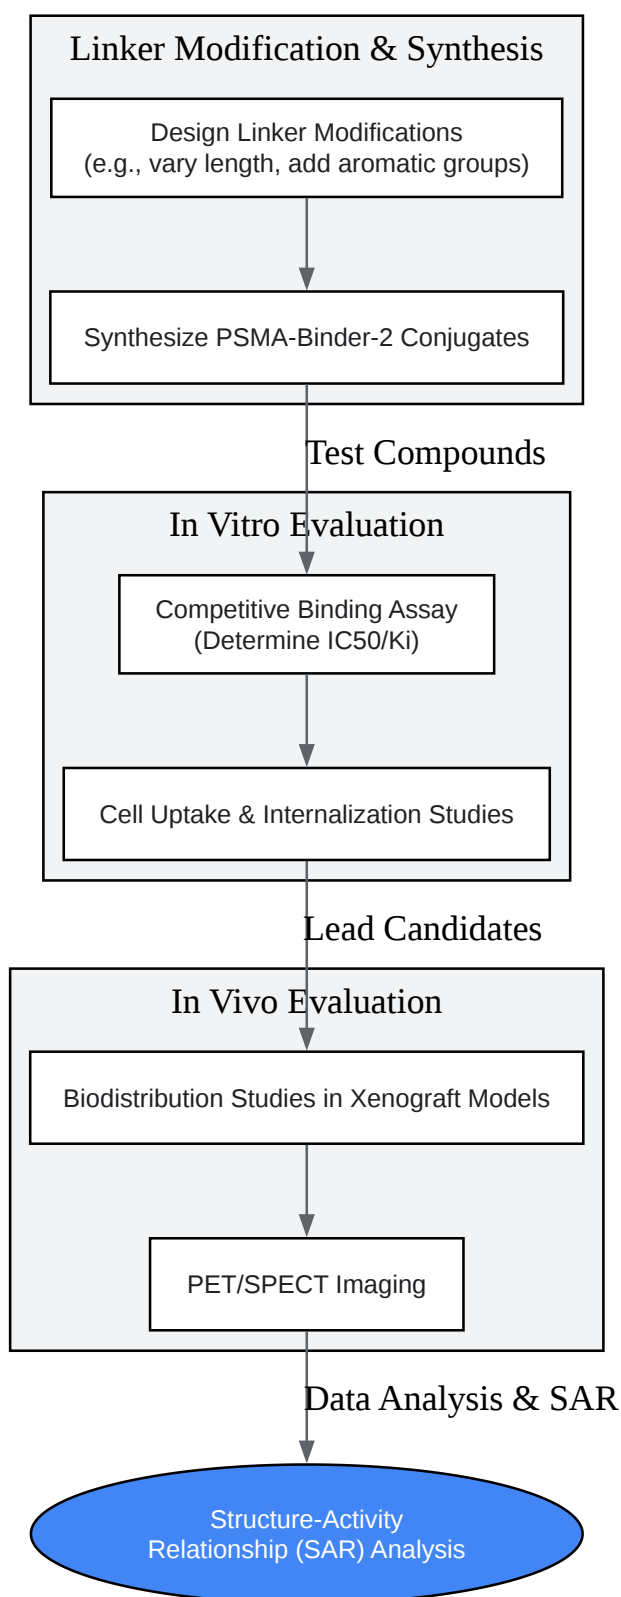 Linker Modification & Synthesis
Design Linker Modifications
(e.g., vary length, add aromatic groups)
Synthesize PSMA-Binder-2 Conjugates
Test Compounds
In Vitro Evaluation
Competitive Binding Assay
(Determine IC50/Ki)
Cell Uptake & Internalization Studies
Lead Candidates
In Vivo Evaluation
Biodistribution Studies in Xenograft Models
PET/SPECT Imaging
Data Analysis & SAR
Structure-Activity
Relationship (SAR) Analysis